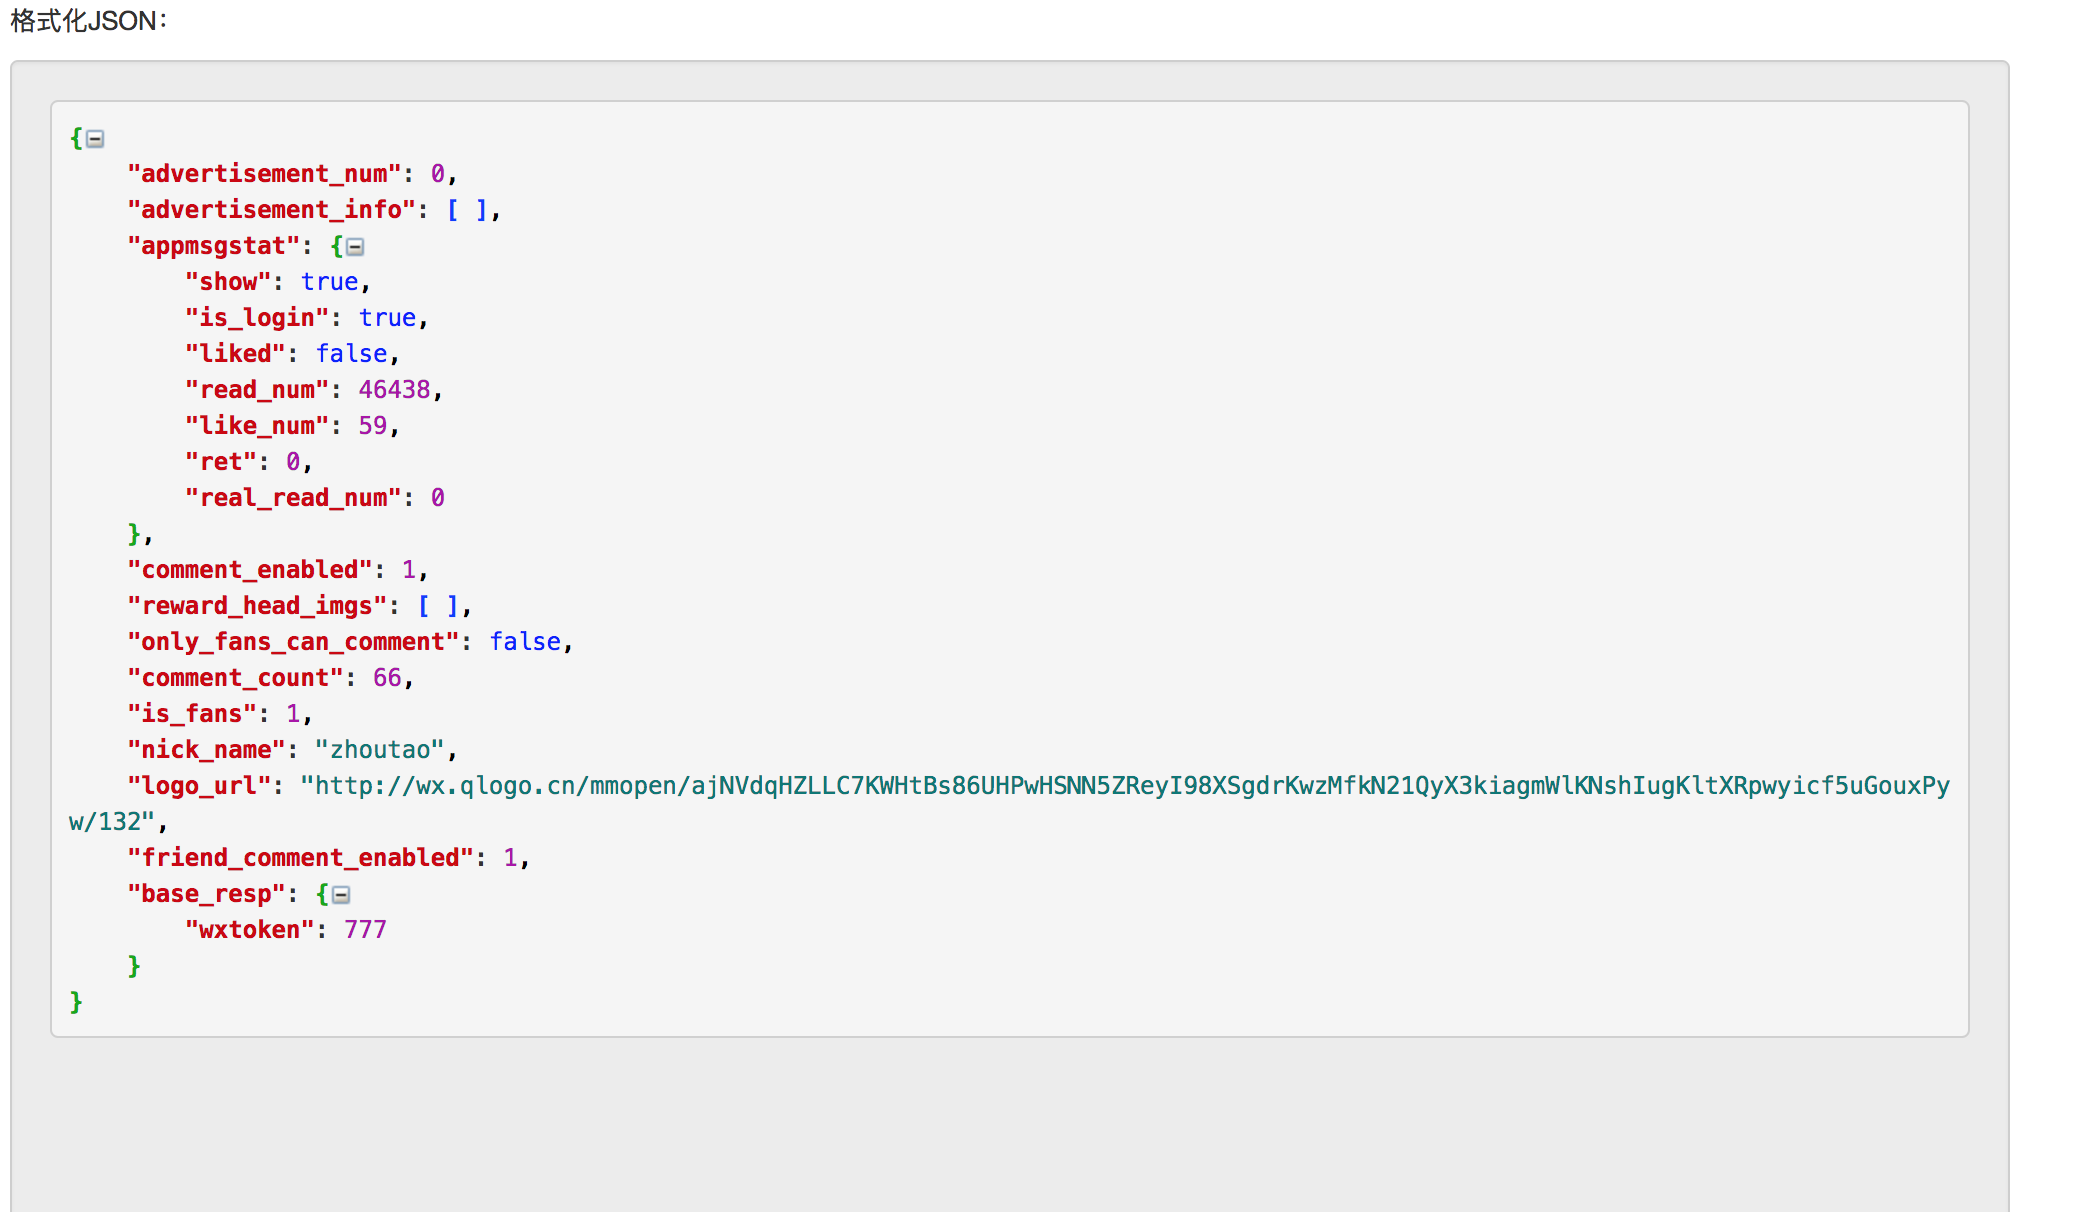 格式化JSON：
{
"advertisement_num": 0,
"advertisement_info": [ ],
"appmsgstat": {
"show": true,
"is_login": true,
"liked": false,
"read_num": 46438,
"like_num": 59,
"ret": 0,
"real_read_num": 0
},
"comment_enabled": 1,
"reward_head_imgs": [ ],
"only_fans_can_comment": false,
"comment_count": 66,
"is_fans": 1,
"nick_name": "zhoutao",
"logo_url": "http://wx.qlogo.cn/mmopen/ajNVdqHZLLC7KWHtBs86UHPwHSNN5ZReyI98XSgdrKwzMfkN21QyX3kiagmWlKNshIugKltXRpwyicf5uGouxPy
w/132",
"friend_comment_enabled": 1,
"base_resp": {
"wxtoken": 777
}
}